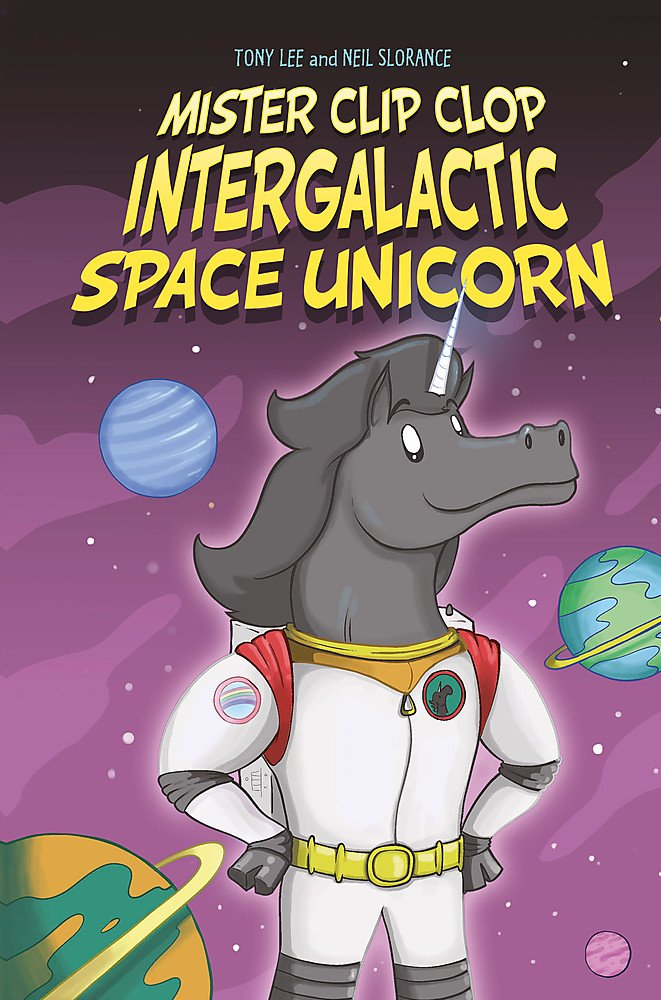 TONY LEE and NEIL SLORANCE
MISTER CLIP CLOP
INTERGALACTIC
SPACE UNICORN